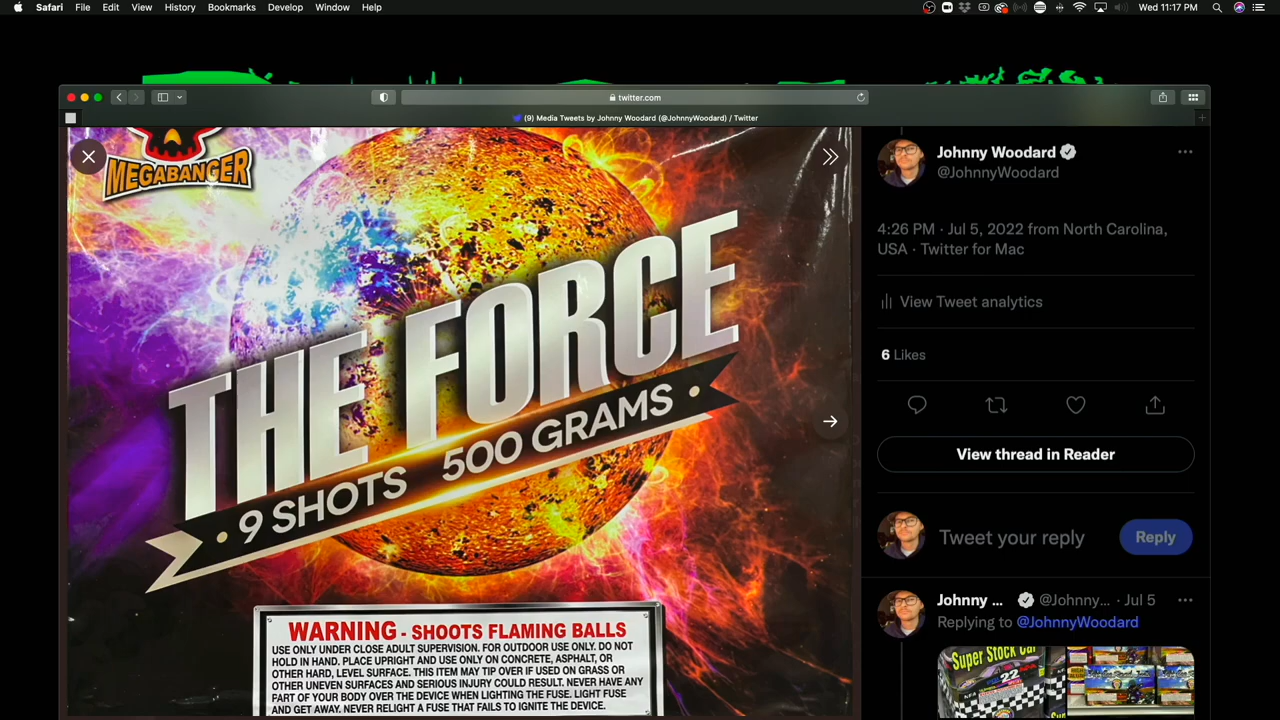 Safari File Edit View History Bookmarks Develop Window Help
Wed 11:17 PM
twitter.com
(9) Media Tweets by Johnny Woodard (@JohnnyWoodard) / Twitter
MEGABANGER
THE FORCE
9 SHOTS 500 GRAMS
WARNING - SHOOTS FLAMING BALLS
USE ONLY UNDER CLOSE ADULT SUPERVISION. FOR OUTDOOR USE ONLY. DO NOT
HOLD IN HAND. PLACE UPRIGHT AND USE ONLY ON CONCRETE, ASPHALT, OR
OTHER HARD, LEVEL SURFACE. THIS ITEM MAY TIP OVER IF USED ON GRASS OR
OTHER UNEVEN SURFACES AND SERIOUS INJURY COULD RESULT. NEVER HAVE ANY
PART OF YOUR BODY OVER THE DEVICE WHEN LIGHTING THE FUSE. LIGHT FUSE
AND GET AWAY. NEVER RELIGHT A FUSE THAT FAILS TO IGNITE THE DEVICE.
Johnny Woodard
@JohnnyWoodard
4:26 PM · Jul 5, 2022 from North Carolina,
USA · Twitter for Mac
View Tweet analytics
6 Likes
View thread in Reader
Tweet your reply
Reply
Johnny ... @Johnny... · Jul 5
Replying to @JohnnyWoodard
Super Stock Car
22